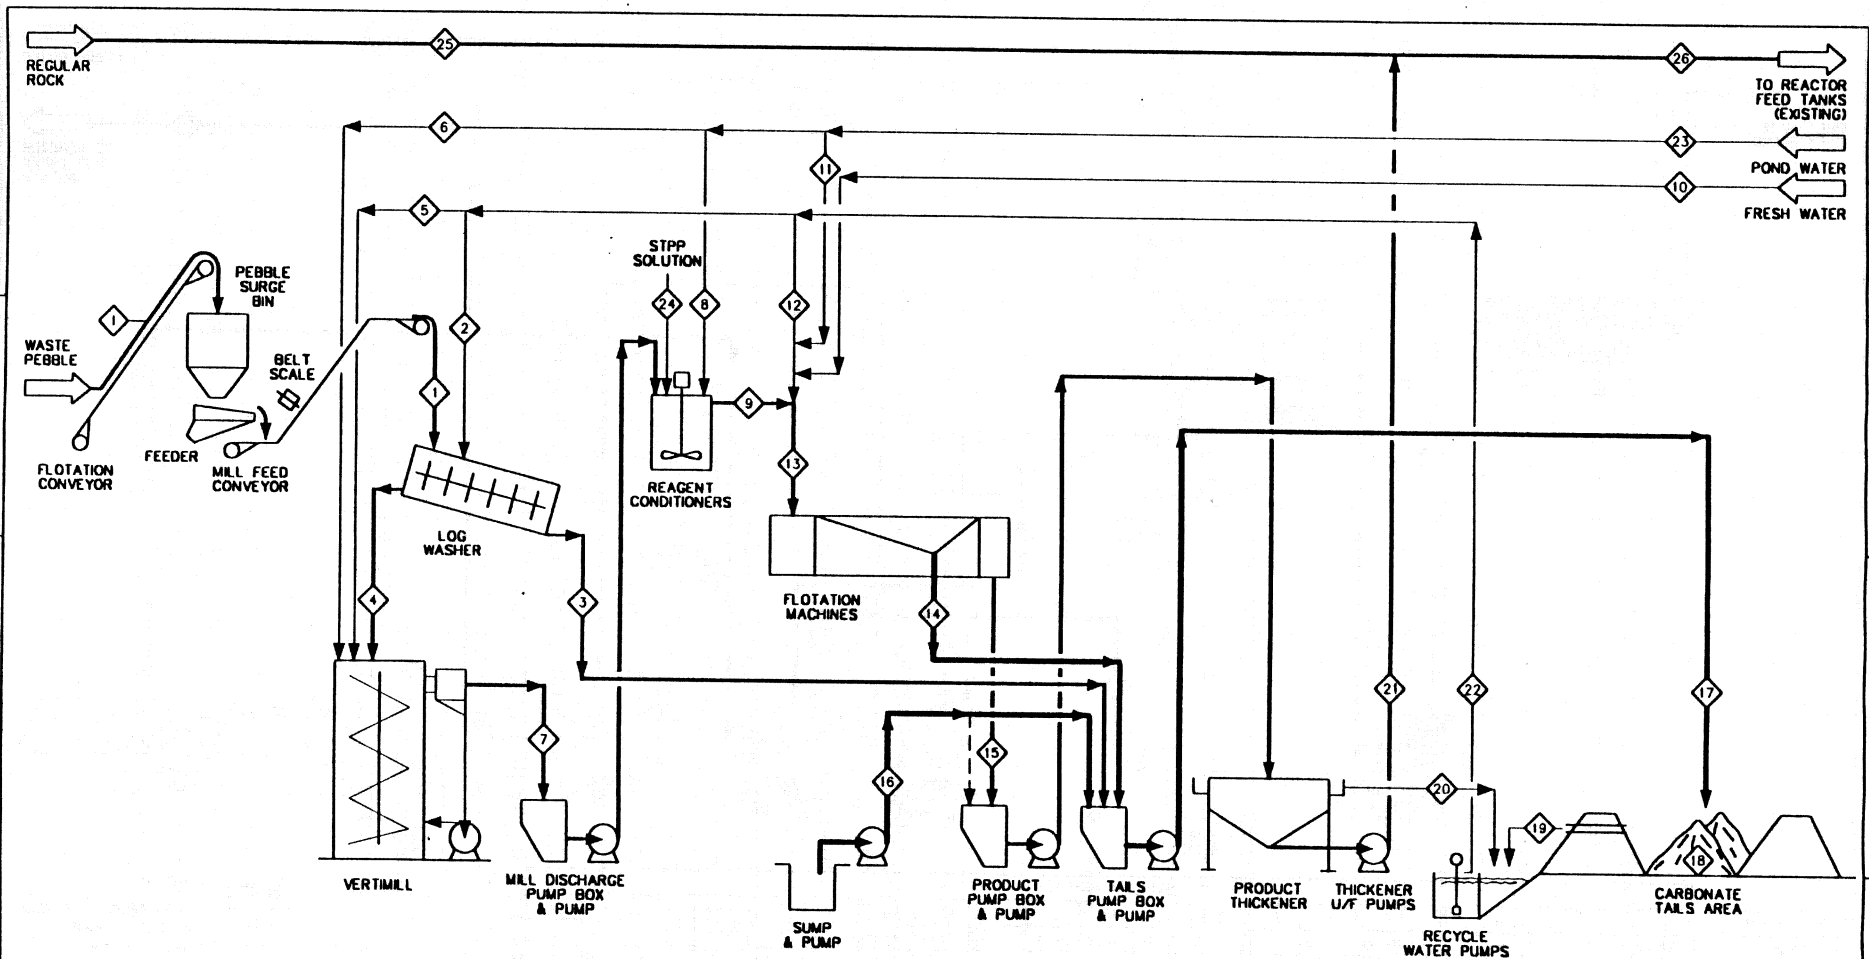 25
26
REGULAR
ROCK
TO REACTOR
FEED TANKS
(EXISTING)
6
23
11
POND WATER
10
5
FRESH WATER
STPP
SOLUTION
PEBBLE
SURGE
BIN
24
8
12
1
2
WASTE
PEBBLE
BELT
SCALE
1
9
FEEDER
FLOTATION
CONVEYOR
MILL FEED
CONVEYOR
13
REAGENT
CONDITIONERS
LOG
WASHER
4
3
FLOTATION
MACHINES
14
21
22
17
7
15
16
20
19
18
VERTIMILL
MILL DISCHARGE
PUMP BOX
& PUMP
SUMP
& PUMP
PRODUCT
PUMP BOX
& PUMP
TAILS
PUMP BOX
& PUMP
PRODUCT
THICKENER
THICKENER
U/F PUMPS
RECYCLE
WATER PUMPS
CARBONATE
TAILS AREA